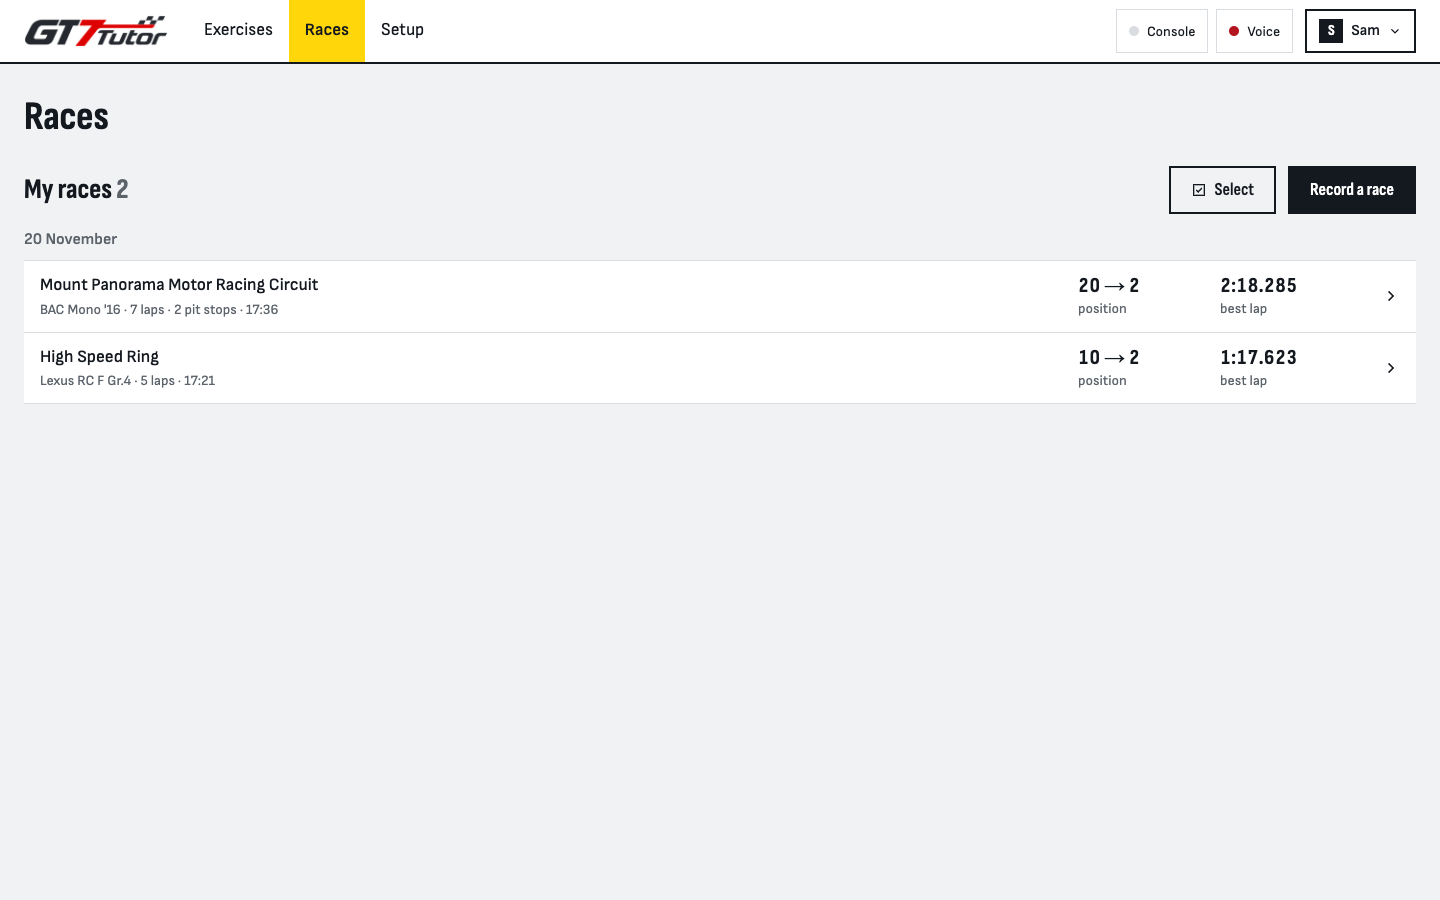 GT7 Tutor
Exercises
Races
Setup
Console
Voice
S
Sam
Races
My races 2
Select
Record a race
20 November
Mount Panorama Motor Racing Circuit
BAC Mono '16 · 7 laps · 2 pit stops · 17:36
20 → 2
position
2:18.285
best lap
High Speed Ring
Lexus RC F Gr.4 · 5 laps · 17:21
10 → 2
position
1:17.623
best lap